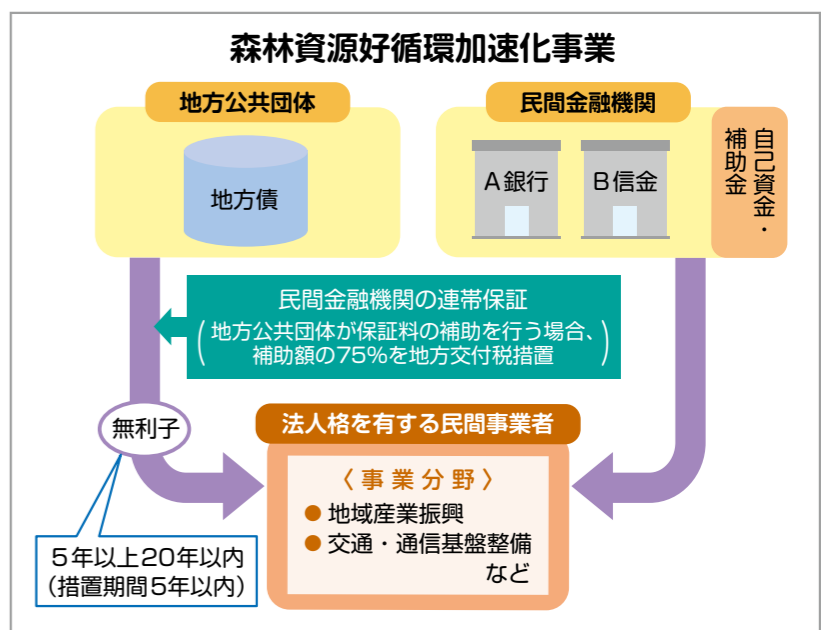 森林資源好循環加速化事業
地方公共団体
地方債
民間金融機関
A銀行
B信金
自己資金・
補助金
民間金融機関の連帯保証
(地方公共団体が保証料の補助を行う場合、
補助額の75%を地方交付税措置)
無利子
5年以上20年以内
(措置期間5年以内)
法人格を有する民間事業者
〈事業分野〉
●地域産業振興
●交通・通信基盤整備
など